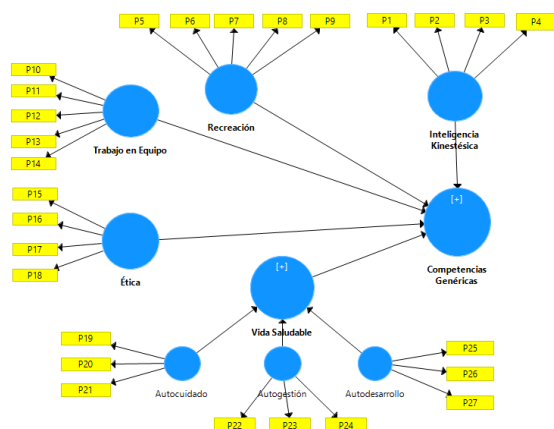 P5
P6
P7
P8
P9
P1
P2
P3
P4
P10
P11
P12
P13
P14
Trabajo en Equipo
Recreación
Inteligencia
Kinestésica
P15
P16
P17
P18
Ética
[+]
Competencias
Genéricas
[+]
Vida Saludable
P19
P20
P21
Autocuidado
Autogestión
Autodesarrollo
P25
P26
P27
P22
P23
P24